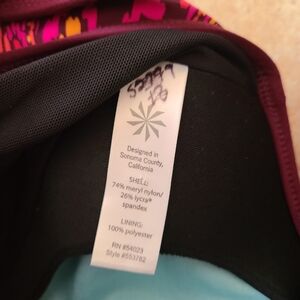 Designed in
Sonoma County,
California
SHELL:
74% meryl nylon/
26% lycra®
spandex
LINING:
100% polyester
RN #54023
Style #553782